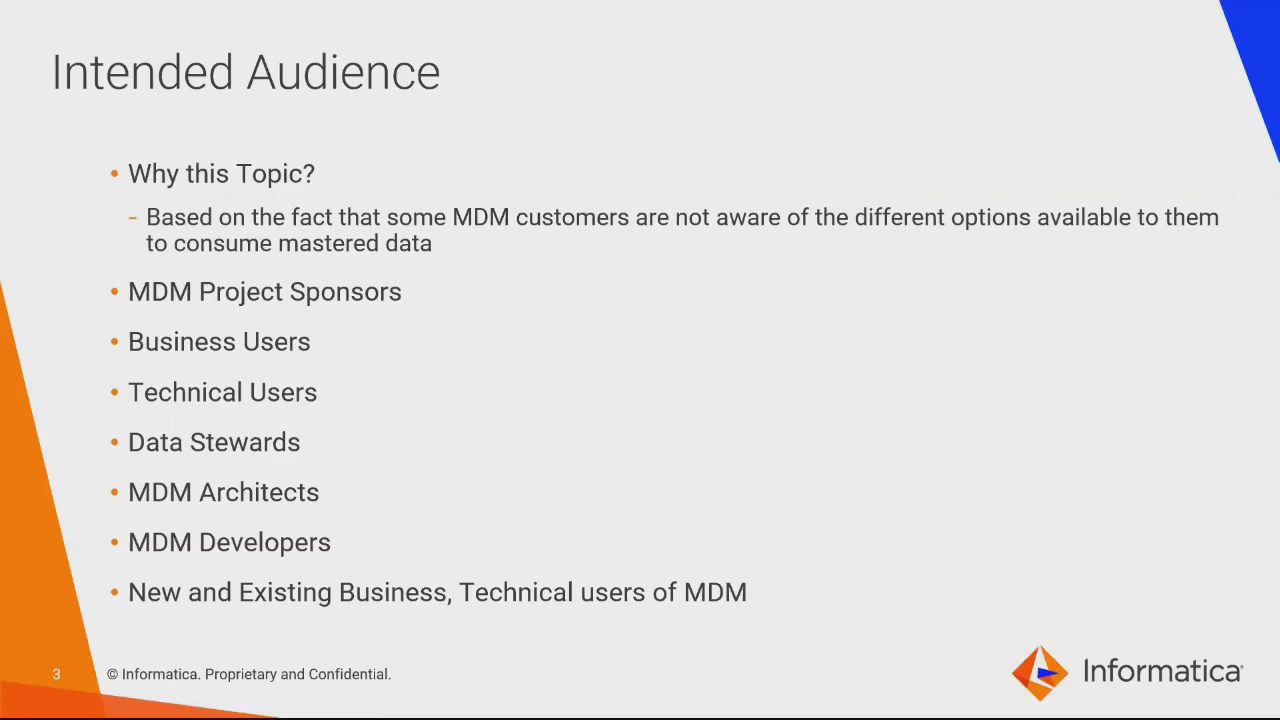 Intended Audience
• Why this Topic?
- Based on the fact that some MDM customers are not aware of the different options available to them
to consume mastered data
• MDM Project Sponsors
• Business Users
• Technical Users
• Data Stewards
• MDM Architects
• MDM Developers
• New and Existing Business, Technical users of MDM
3 © Informatica. Proprietary and Confidential.
Informatica